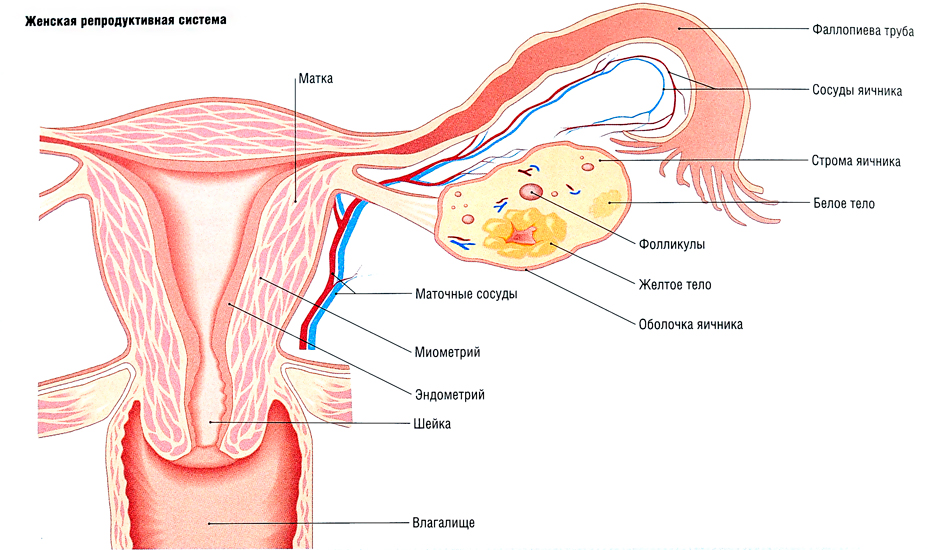 Женская репродуктивная система
Фаллопиева труба
Матка
Сосуды яичника
Строма яичника
Белое тело
Фолликулы
Желтое тело
Маточные сосуды
Оболочка яичника
Миометрий
Эндометрий
Шейка
Влагалище